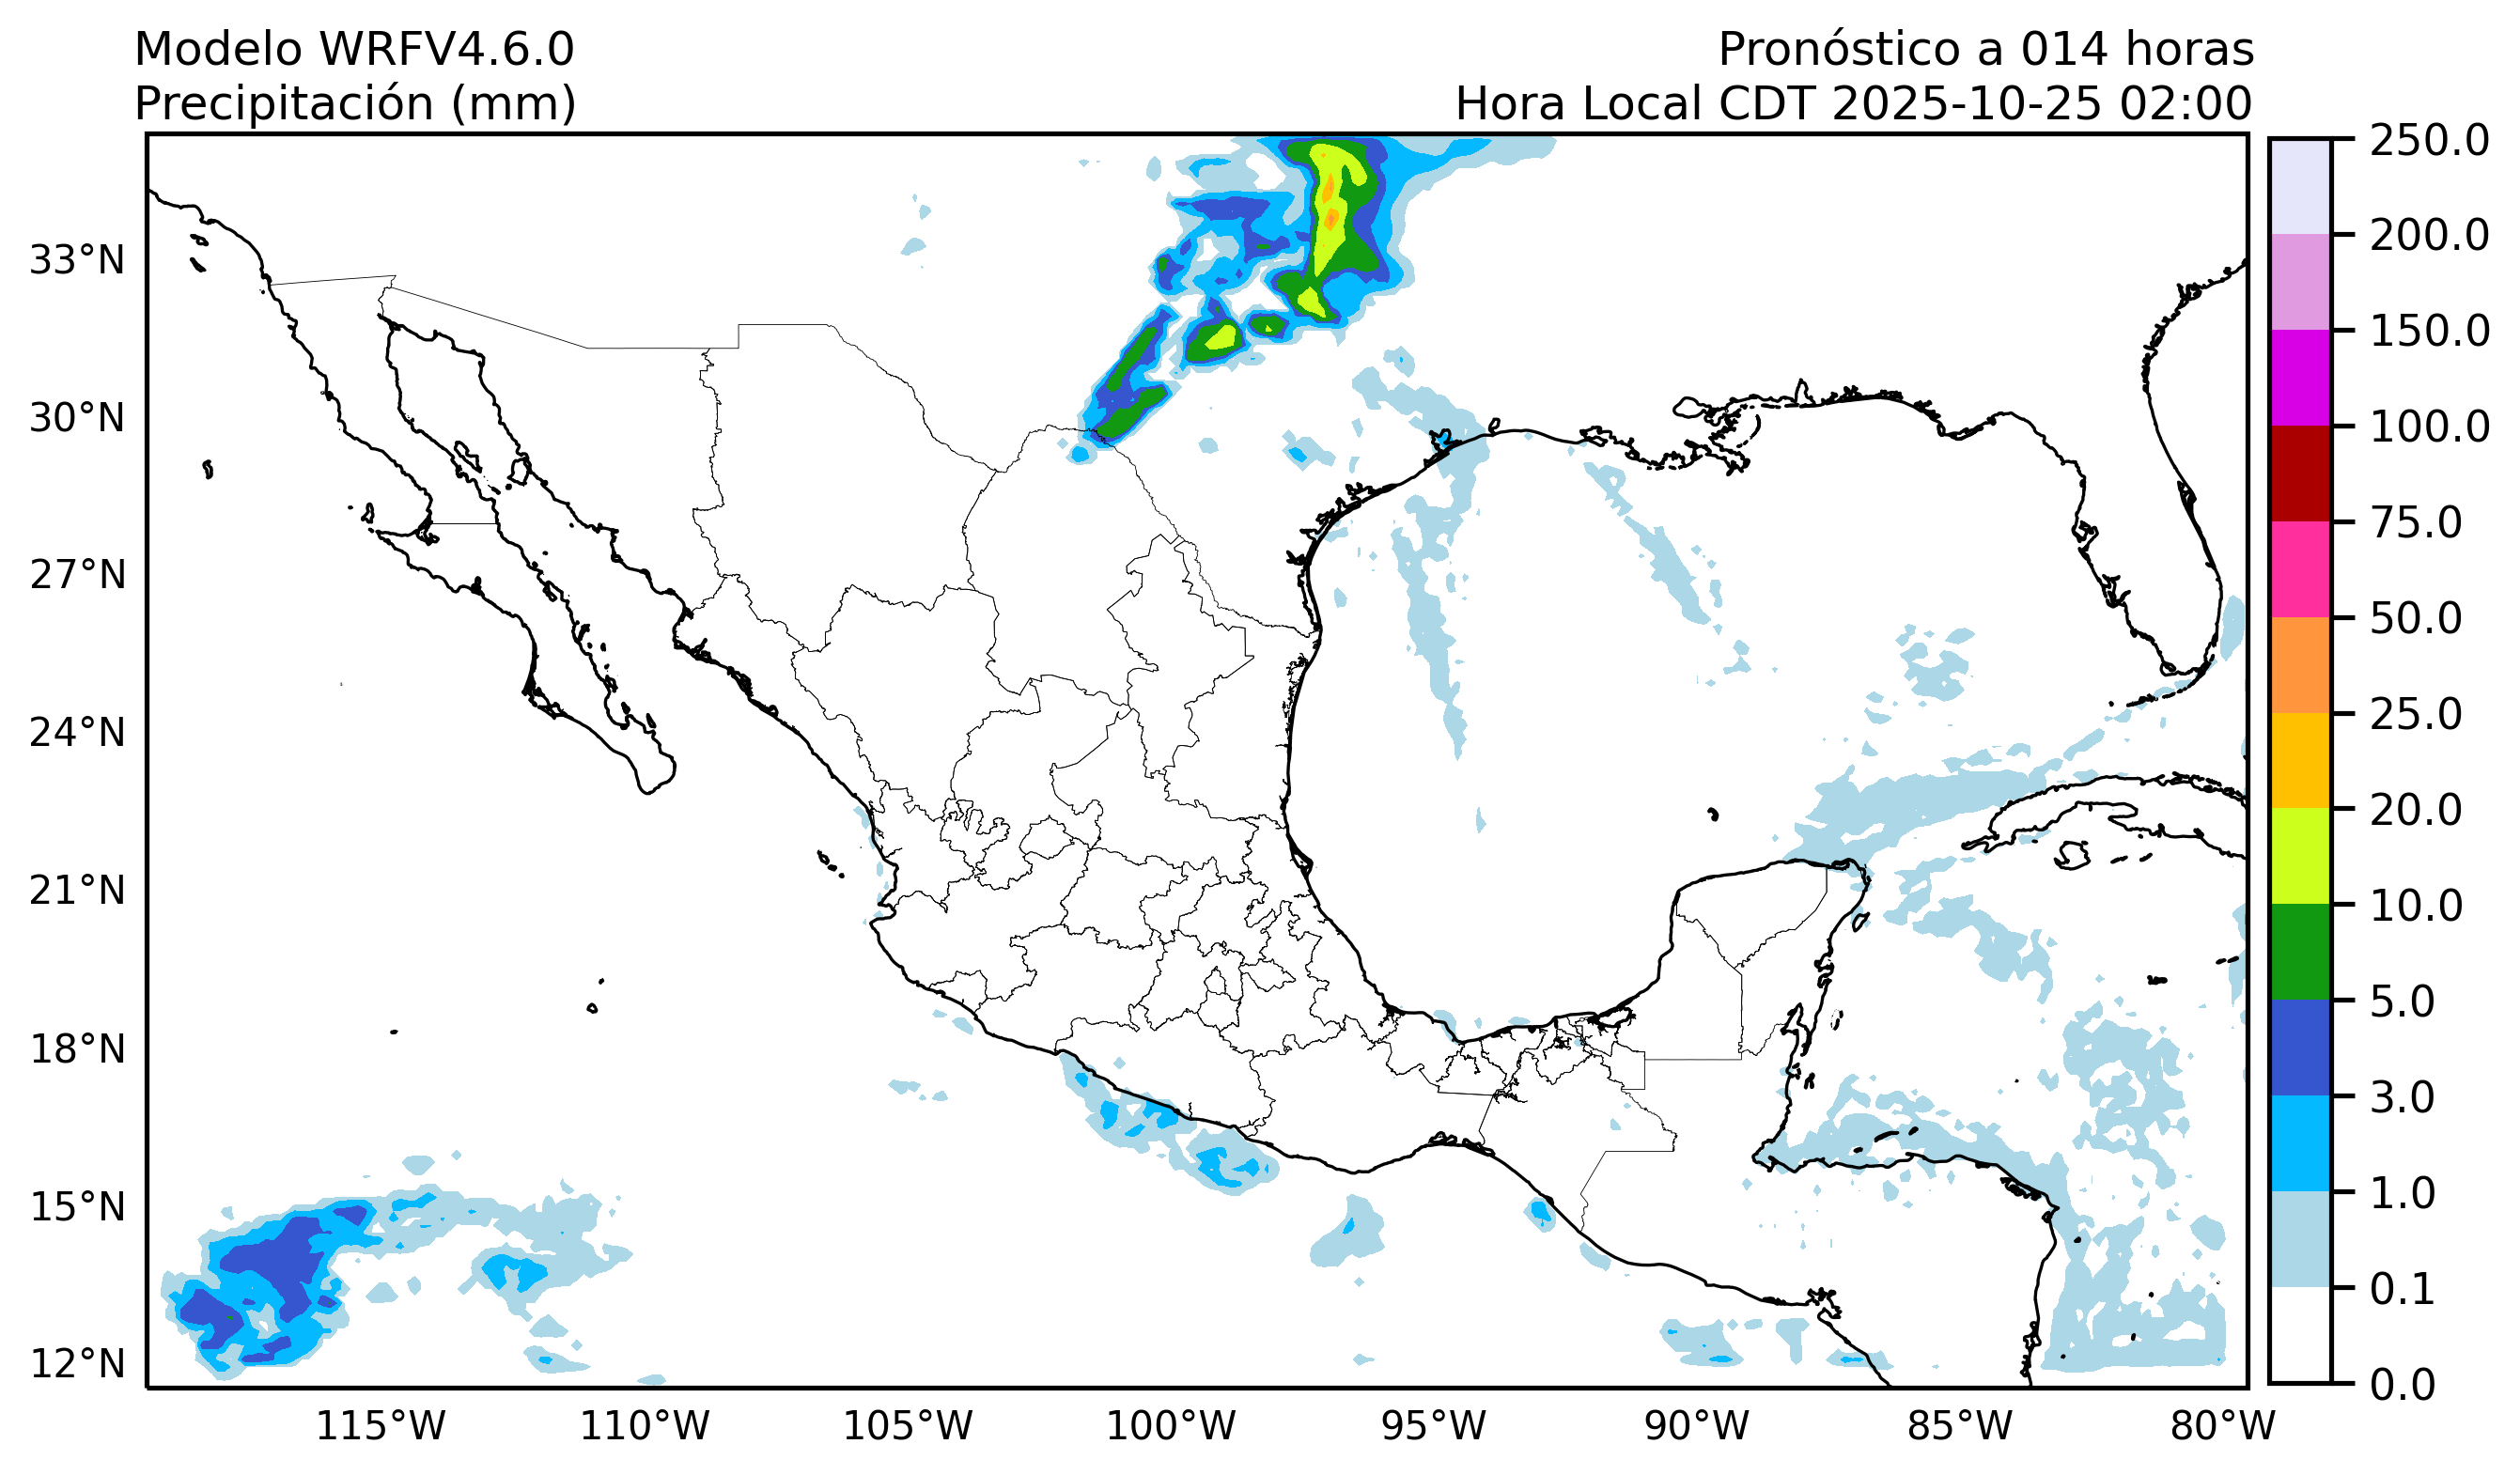 Modelo WRFV4.6.0
Precipitación (mm)
Pronóstico a 014 horas
Hora Local CDT 2025-10-25 02:00
33°N
30°N
27°N
24°N
21°N
18°N
15°N
12°N
115°W
110°W
105°W
100°W
95°W
90°W
85°W
80°W
250.0
200.0
150.0
100.0
75.0
50.0
25.0
20.0
10.0
5.0
3.0
1.0
0.1
0.0